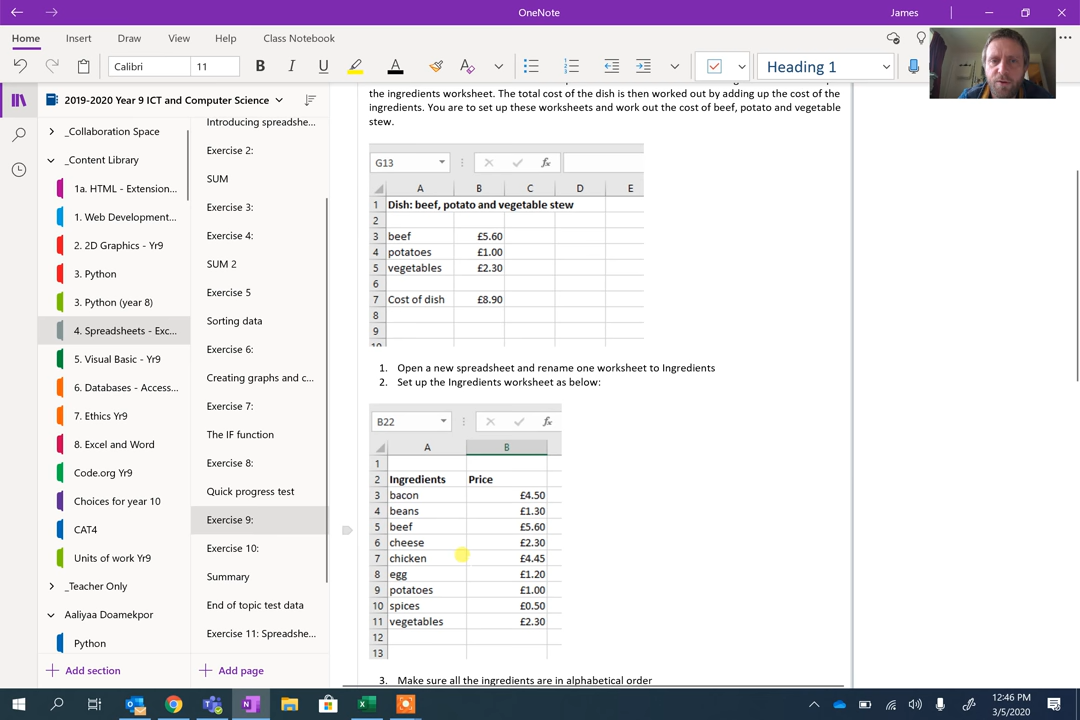 OneNote
James
Home
Insert
Draw
View
Help
Class Notebook
Calibri
11
B
I
U
A
A
Heading 1
2019-2020 Year 9 ICT and Computer Science
_Collaboration Space
_Content Library
1a. HTML - Extension...
1. Web Development...
2. 2D Graphics - Yr9
3. Python
3. Python (year 8)
4. Spreadsheets - Exc...
5. Visual Basic - Yr9
6. Databases - Access...
7. Ethics Yr9
8. Excel and Word
Code.org Yr9
Choices for year 10
CAT4
Units of work Yr9
_Teacher Only
Aaliyaa Doamekpor
Python
Add section
Introducing spreadshe...
Exercise 2:
SUM
Exercise 3:
Exercise 4:
SUM 2
Exercise 5
Sorting data
Exercise 6:
Creating graphs and c...
Exercise 7:
The IF function
Exercise 8:
Quick progress test
Exercise 9:
Exercise 10:
Summary
End of topic test data
Exercise 11: Spreadshe...
Add page
the ingredients worksheet. The total cost of the dish is then worked out by adding up the cost of the
ingredients. You are to set up these worksheets and work out the cost of beef, potato and vegetable
stew.
G13 fx
A B C D E
1 Dish: beef, potato and vegetable stew
2
3 beef £5.60
4 potatoes £1.00
5 vegetables £2.30
6
7 Cost of dish £8.90
8
9
10
1. Open a new spreadsheet and rename one worksheet to Ingredients
2. Set up the Ingredients worksheet as below:
B22 fx
A B
1
2 Ingredients Price
3 bacon £4.50
4 beans £1.30
5 beef £5.60
6 cheese £2.30
7 chicken £4.45
8 egg £1.20
9 potatoes £1.00
10 spices £0.50
11 vegetables £2.30
12
13
3. Make sure all the ingredients are in alphabetical order
12:46 PM
3/5/2020